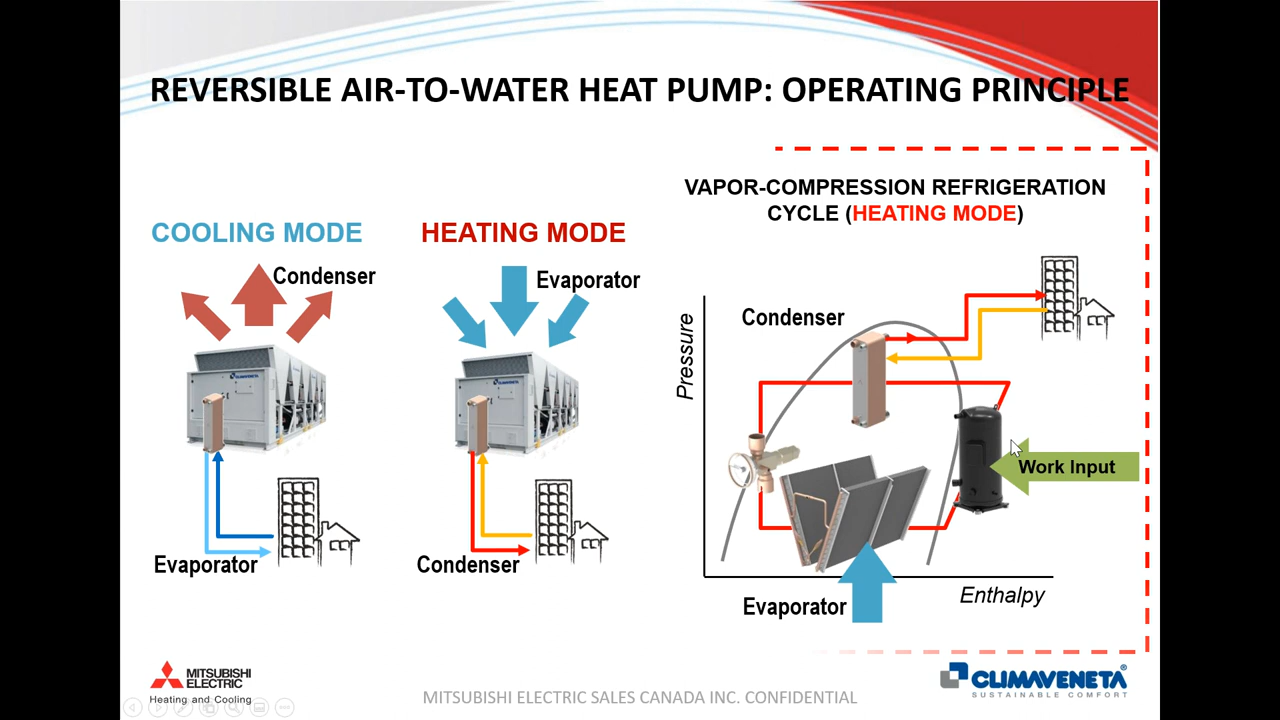 REVERSIBLE AIR-TO-WATER HEAT PUMP: OPERATING PRINCIPLE
COOLING MODE
Condenser
CLIMAVENETA
Evaporator
HEATING MODE
Evaporator
CLIMAVENETA
Condenser
VAPOR-COMPRESSION REFRIGERATION
CYCLE (HEATING MODE)
Pressure
Condenser
Work Input
Evaporator
Enthalpy
MITSUBISHI
ELECTRIC
Heating and Cooling
MITSUBISHI ELECTRIC SALES CANADA INC. CONFIDENTIAL
CLIMAVENETA®
SUSTAINABLE COMFORT